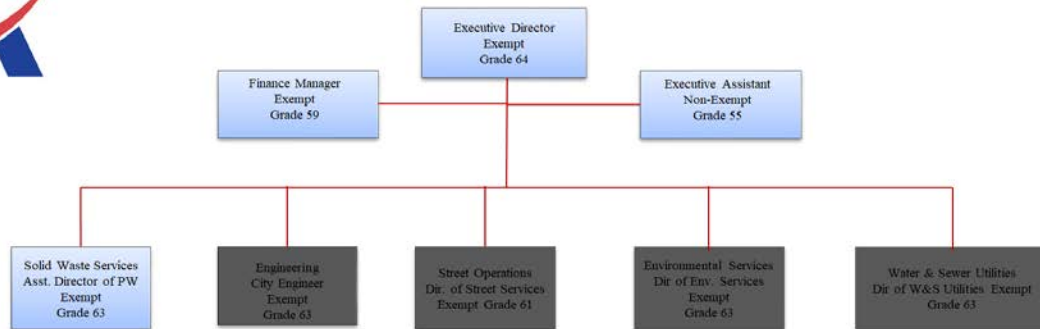 Executive Director
Exempt
Grade 64
Finance Manager
Exempt
Grade 59
Executive Assistant
Non-Exempt
Grade 55
Solid Waste Services
Asst. Director of PW
Exempt
Grade 63
Engineering
City Engineer
Exempt
Grade 63
Street Operations
Dir. of Street Services
Exempt Grade 61
Environmental Services
Dir of Env. Services
Exempt
Grade 63
Water & Sewer Utilities
Dir of W&S Utilities Exempt
Grade 63